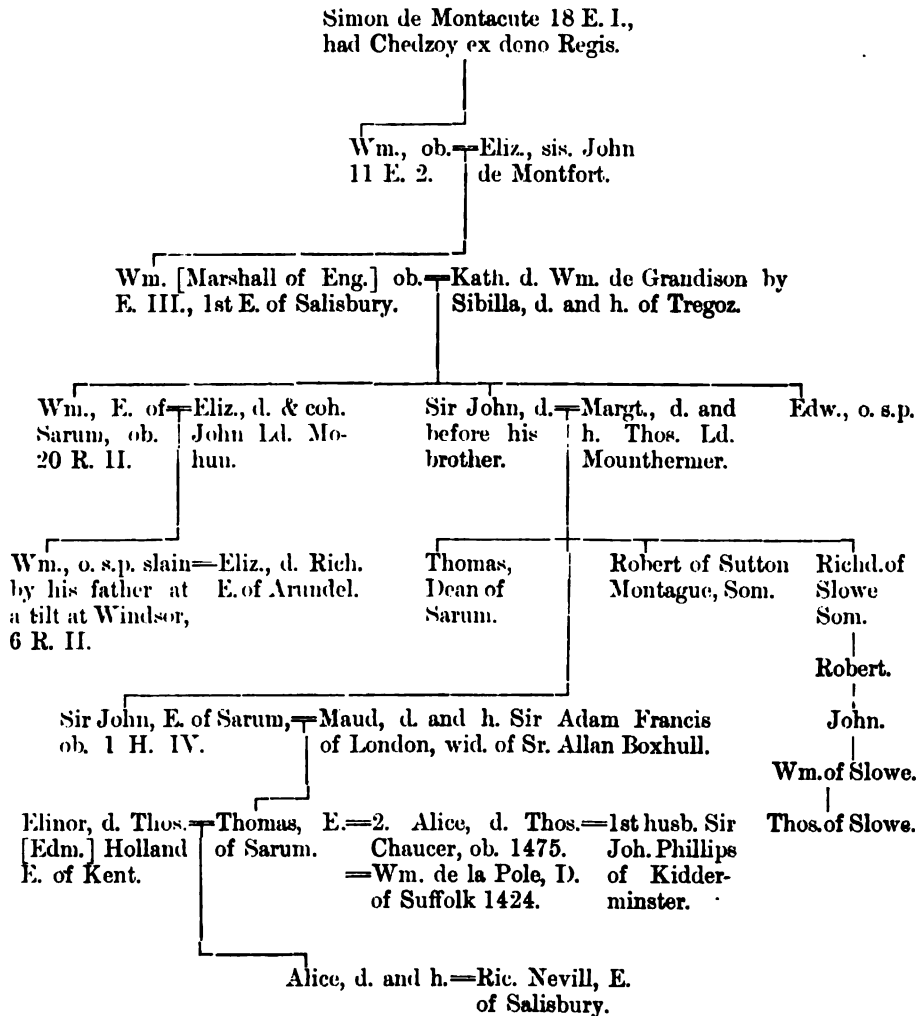 Simon de Montacute 18 E. I.,
had Chedzoy ex dono Regis.
Wm., ob.
11 E. 2.
Eliz., sis. John
de Montfort.
Wm. [Marshall of Eng.] ob.
E. III., 1st E. of Salisbury.
Kath. d. Wm. de Grandison by
Sibilla, d. and h. of Tregoz.
Wm., E. of
Sarum, ob.
20 R. II.
Eliz., d. & coh.
John Ld. Mo-
hun.
Sir John, d.
before his
brother.
Margt., d. and
h. Thos. Ld.
Mounthermer.
Edw., o. s.p.
Wm., o. s.p. slain
by his father at
a tilt at Windsor,
6 R. II.
Eliz., d. Rich.
E. of Arundel.
Thomas,
Dean of
Sarum.
Robert of Sutton
Montague, Som.
Richd. of
Slowe
Som.
Robert.
John.
Wm. of Slowe.
Thos. of Slowe.
Sir John, E. of Sarum,
ob. 1 H. IV.
Maud, d. and h. Sir Adam Francis
of London, wid. of Sr. Allan Boxhull.
Elinor, d. Thos.
[Edm.] Holland
E. of Kent.
Thomas, E.
of Sarum.
=2. Alice, d. Thos.
Chaucer, ob. 1475.
=Wm. de la Pole, D.
of Suffolk 1424.
=1st husb. Sir
Joh. Phillips
of Kidder-
minster.
Alice, d. and h.=Ric. Nevill, E.
of Salisbury.